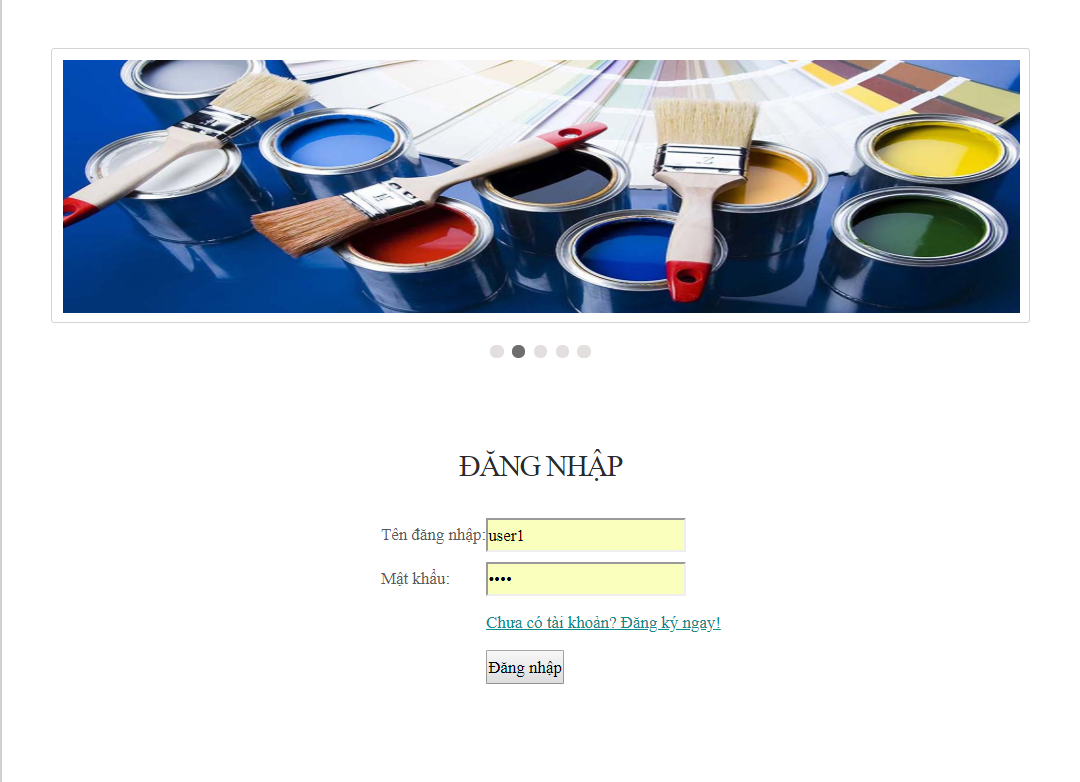 ĐĂNG NHẬP
Tên đăng nhập: user1
Mật khẩu: ••••
Chưa có tài khoản? Đăng ký ngay!
Đăng nhập